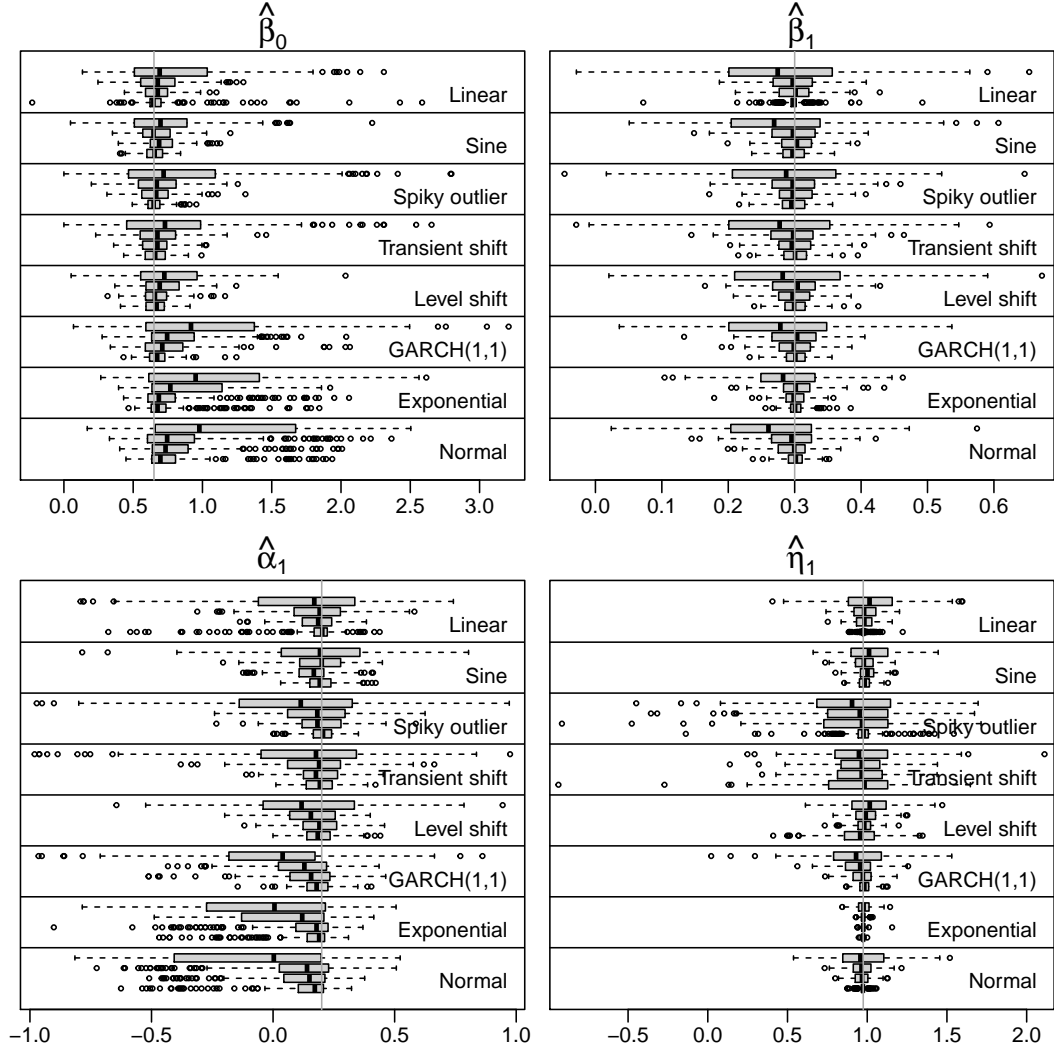 β̂₀
Linear
Sine
Spiky outlier
Transient shift
Level shift
GARCH(1,1)
Exponential
Normal
0.0 0.5 1.0 1.5 2.0 2.5 3.0
β̂₁
Linear
Sine
Spiky outlier
Transient shift
Level shift
GARCH(1,1)
Exponential
Normal
0.0 0.1 0.2 0.3 0.4 0.5 0.6
α̂₁
Linear
Sine
Spiky outlier
Transient shift
Level shift
GARCH(1,1)
Exponential
Normal
−1.0 −0.5 0.0 0.5 1.0
η̂₁
Linear
Sine
Spiky outlier
Transient shift
Level shift
GARCH(1,1)
Exponential
Normal
−0.5 0.0 0.5 1.0 1.5 2.0